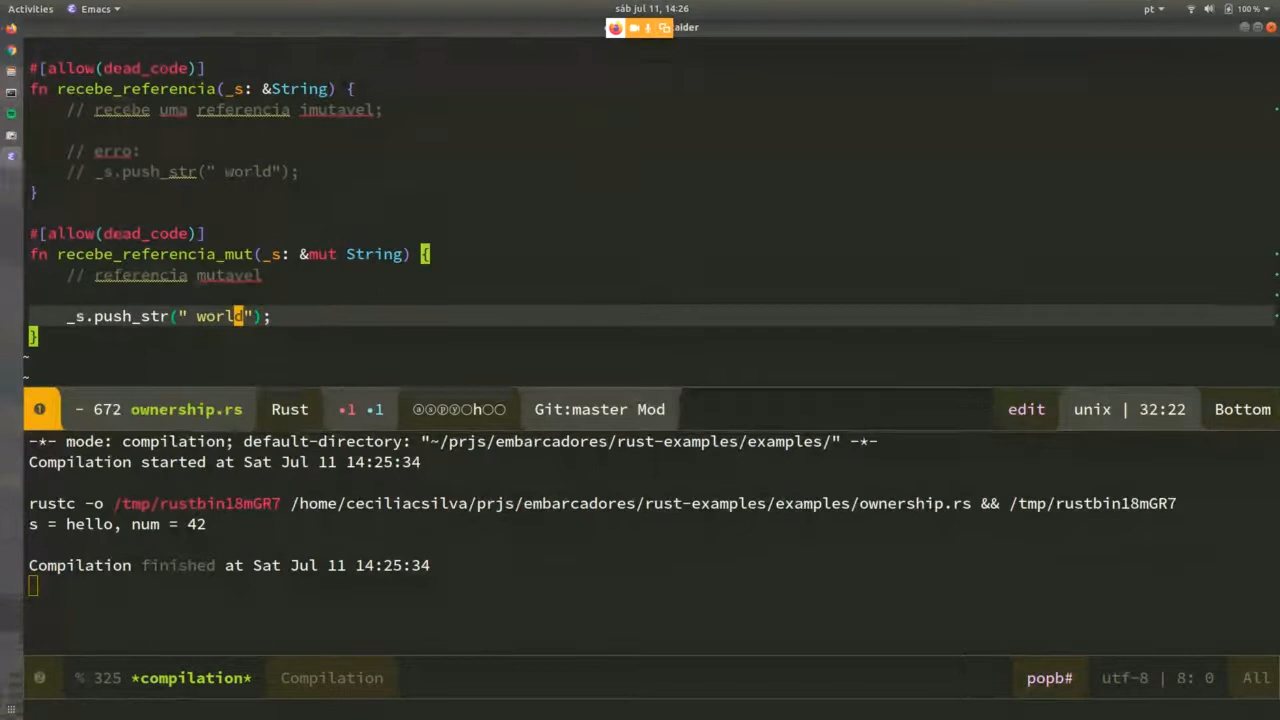 Activities Emacs sáb jul 11, 14:26 pt 100 %
aider
#[allow(dead_code)]
fn recebe_referencia(_s: &String) {
// recebe uma referencia imutavel;
// erro:
// _s.push_str(" world");
}
#[allow(dead_code)]
fn recebe_referencia_mut(_s: &mut String) {
// referencia mutavel
_s.push_str(" world");
}
~
~
❶ - 672 ownership.rs Rust •1 •1 ⓐⓢⓟⓨ○h○○ Git:master Mod edit unix | 32:22 Bottom
-*- mode: compilation; default-directory: "~/prjs/embarcadores/rust-examples/examples/" -*-
Compilation started at Sat Jul 11 14:25:34
rustc -o /tmp/rustbin18mGR7 /home/ceciliacsilva/prjs/embarcadores/rust-examples/examples/ownership.rs && /tmp/rustbin18mGR7
s = hello, num = 42
Compilation finished at Sat Jul 11 14:25:34
❷ % 325 *compilation* Compilation popb# utf-8 | 8: 0 All